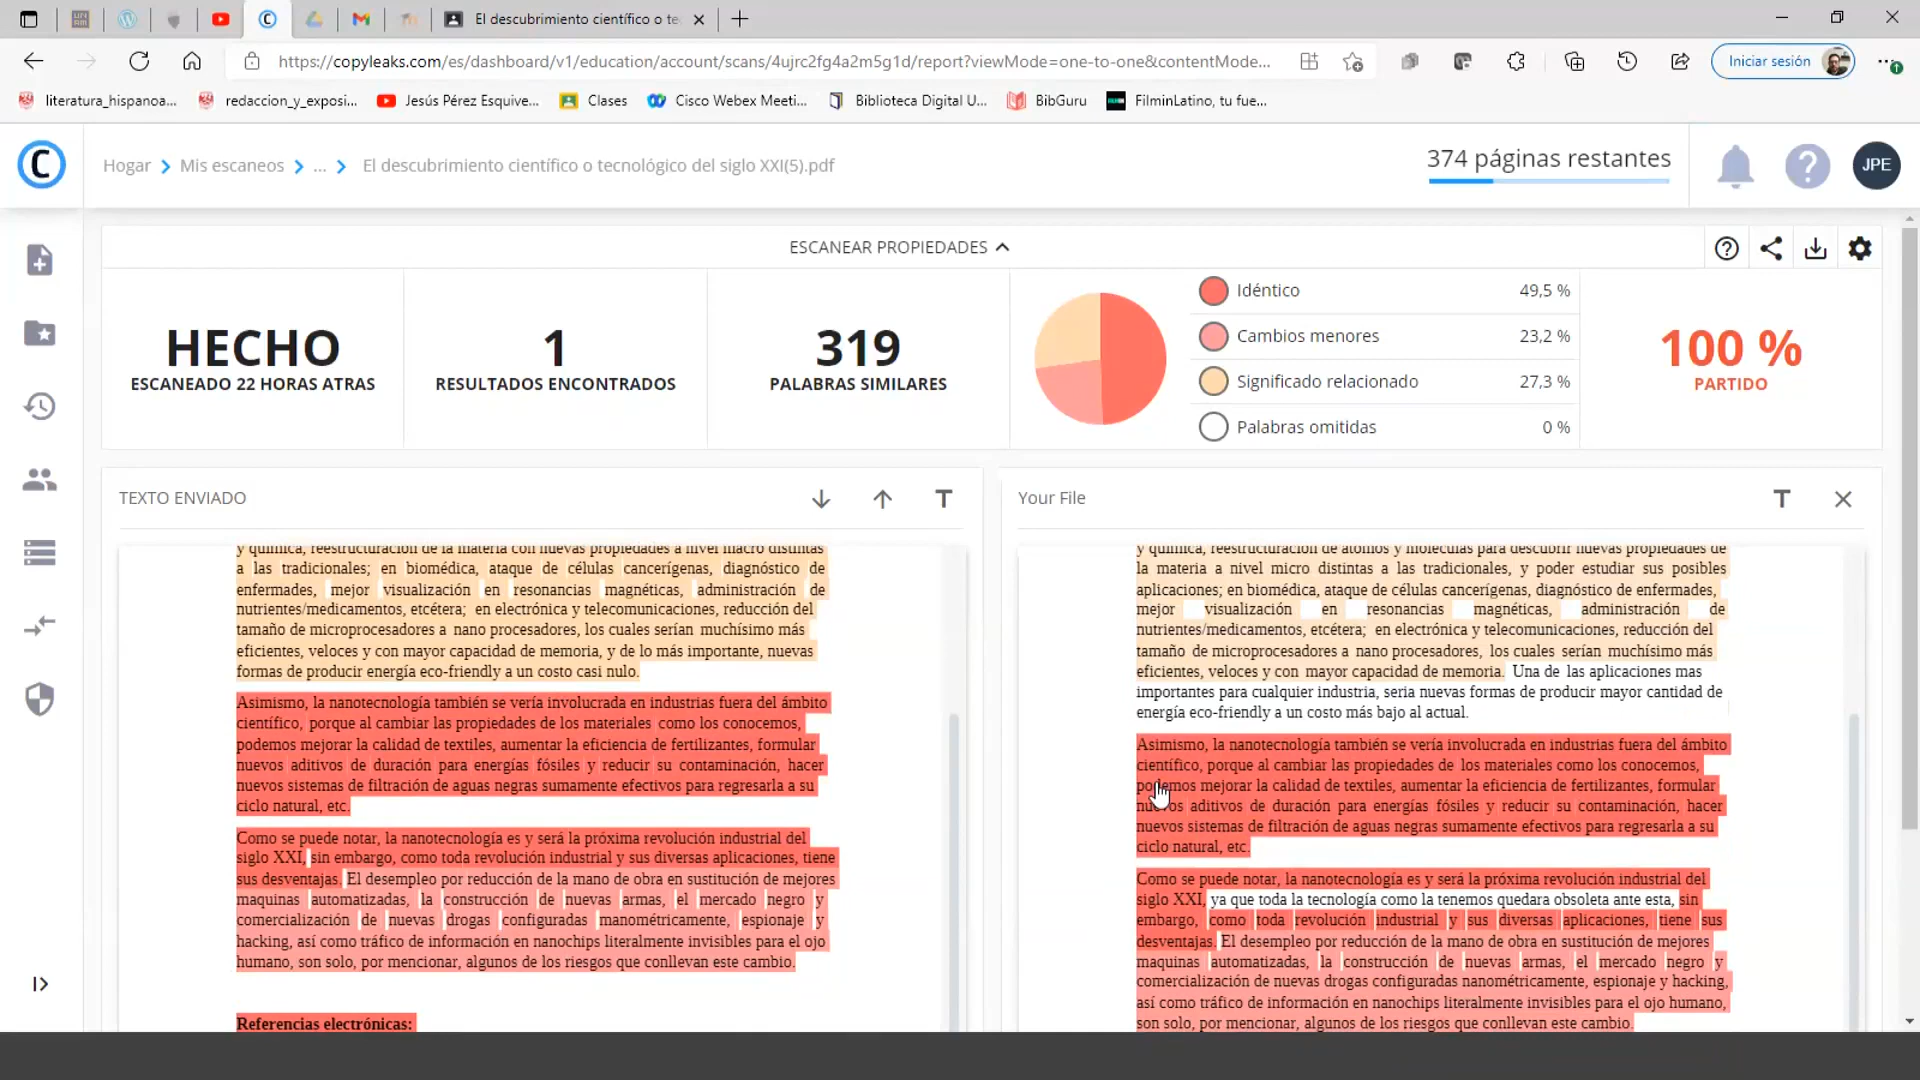 El descubrimiento científico o te
https://copyleaks.com/es/dashboard/v1/education/account/scans/4ujrc2fg4a2m5g1d/report?viewMode=one-to-one&contentMode...
Iniciar sesión
literatura_hispanoa...
redaccion_y_exposi...
Jesús Pérez Esquive...
Clases
Cisco Webex Meeti...
Biblioteca Digital U...
BibGuru
FilminLatino, tu fue...
C
Hogar
Mis escaneos
...
El descubrimiento científico o tecnológico del siglo XXI(5).pdf
374 páginas restantes
JPE
ESCANEAR PROPIEDADES
HECHO
ESCANEADO 22 HORAS ATRAS
1
RESULTADOS ENCONTRADOS
319
PALABRAS SIMILARES
Idéntico 49,5 %
Cambios menores 23,2 %
Significado relacionado 27,3 %
Palabras omitidas 0 %
100 %
PARTIDO
TEXTO ENVIADO
y química, reestructuración de la materia con nuevas propiedades a nivel macro distintas
a las tradicionales; en biomédica, ataque de células cancerígenas, diagnóstico de
enfermades, mejor visualización en resonancias magnéticas, administración de
nutrientes/medicamentos, etcétera; en electrónica y telecomunicaciones, reducción del
tamaño de microprocesadores a nano procesadores, los cuales serían muchísimo más
eficientes, veloces y con mayor capacidad de memoria, y de lo más importante, nuevas
formas de producir energía eco-friendly a un costo casi nulo.
Asimismo, la nanotecnología también se vería involucrada en industrias fuera del ámbito
científico, porque al cambiar las propiedades de los materiales como los conocemos,
podemos mejorar la calidad de textiles, aumentar la eficiencia de fertilizantes, formular
nuevos aditivos de duración para energías fósiles y reducir su contaminación, hacer
nuevos sistemas de filtración de aguas negras sumamente efectivos para regresarla a su
ciclo natural, etc.
Como se puede notar, la nanotecnología es y será la próxima revolución industrial del
siglo XXI, sin embargo, como toda revolución industrial y sus diversas aplicaciones, tiene
sus desventajas. El desempleo por reducción de la mano de obra en sustitución de mejores
maquinas automatizadas, la construcción de nuevas armas, el mercado negro y
comercialización de nuevas drogas configuradas manométricamente, espionaje y
hacking, así como tráfico de información en nanochips literalmente invisibles para el ojo
humano, son solo, por mencionar, algunos de los riesgos que conllevan este cambio.
Referencias electrónicas:
Your File
y química, reestructuración de átomos y moléculas para descubrir nuevas propiedades de
la materia a nivel micro distintas a las tradicionales, y poder estudiar sus posibles
aplicaciones; en biomédica, ataque de células cancerígenas, diagnóstico de enfermades,
mejor visualización en resonancias magnéticas, administración de
nutrientes/medicamentos, etcétera; en electrónica y telecomunicaciones, reducción del
tamaño de microprocesadores a nano procesadores, los cuales serían muchísimo más
eficientes, veloces y con mayor capacidad de memoria. Una de las aplicaciones mas
importantes para cualquier industria, seria nuevas formas de producir mayor cantidad de
energía eco-friendly a un costo más bajo al actual.
Asimismo, la nanotecnología también se vería involucrada en industrias fuera del ámbito
científico, porque al cambiar las propiedades de los materiales como los conocemos,
podemos mejorar la calidad de textiles, aumentar la eficiencia de fertilizantes, formular
nuevos aditivos de duración para energías fósiles y reducir su contaminación, hacer
nuevos sistemas de filtración de aguas negras sumamente efectivos para regresarla a su
ciclo natural, etc.
Como se puede notar, la nanotecnología es y será la próxima revolución industrial del
siglo XXI, ya que toda la tecnología como la tenemos quedara obsoleta ante esta, sin
embargo, como toda revolución industrial y sus diversas aplicaciones, tiene sus
desventajas. El desempleo por reducción de la mano de obra en sustitución de mejores
maquinas automatizadas, la construcción de nuevas armas, el mercado negro y
comercialización de nuevas drogas configuradas nanométricamente, espionaje y hacking,
así como tráfico de información en nanochips literalmente invisibles para el ojo humano,
son solo, por mencionar, algunos de los riesgos que conllevan este cambio.